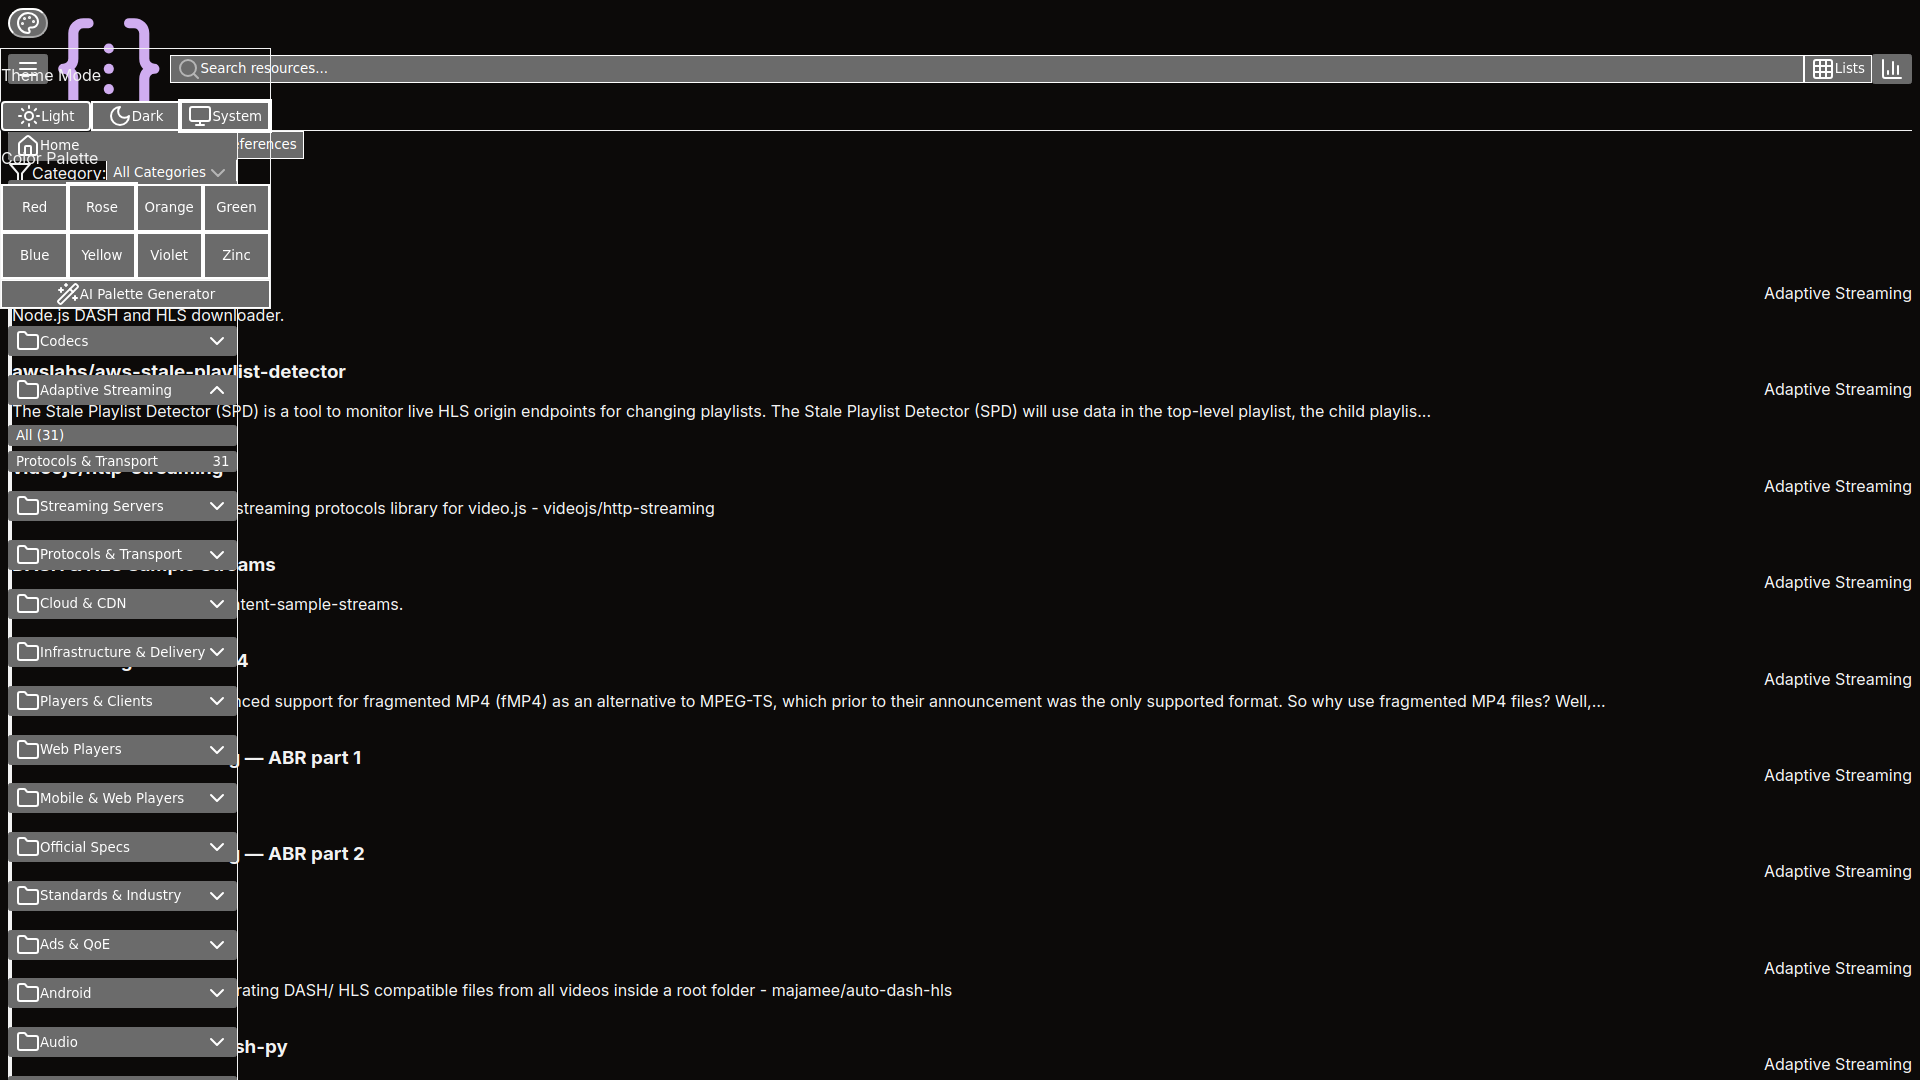 Search resources...
Lists
Theme Mode
Light
Dark
System
Home
ferences
Color Palette
Category:
All Categories
Red
Rose
Orange
Green
Blue
Yellow
Violet
Zinc
AI Palette Generator
Adaptive Streaming
Node.js DASH and HLS downloader.
Codecs
awslabs/aws-stale-playlist-detector
Adaptive Streaming
Adaptive Streaming
The Stale Playlist Detector (SPD) is a tool to monitor live HLS origin endpoints for changing playlists. The Stale Playlist Detector (SPD) will use data in the top-level playlist, the child playlis...
All (31)
Protocols & Transport 31
videojs/http-streaming
Adaptive Streaming
Streaming Servers
streaming protocols library for video.js - videojs/http-streaming
Protocols & Transport
Adaptive Streaming
Cloud & CDN
tent-sample-streams.
Infrastructure & Delivery
4
Adaptive Streaming
Players & Clients
nced support for fragmented MP4 (fMP4) as an alternative to MPEG-TS, which prior to their announcement was the only supported format. So why use fragmented MP4 files? Well,...
Web Players
— ABR part 1
Adaptive Streaming
Mobile & Web Players
Official Specs
— ABR part 2
Adaptive Streaming
Standards & Industry
Ads & QoE
Adaptive Streaming
Android
rating DASH/ HLS compatible files from all videos inside a root folder - majamee/auto-dash-hls
Audio
sh-py
Adaptive Streaming